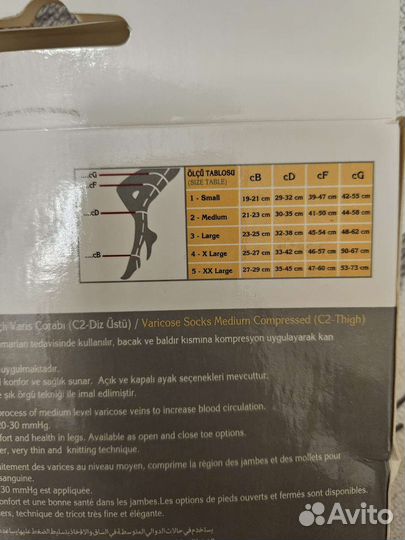 ÖLÇÜ TABLOSU cB cD cF cG
(SIZE TABLE)
1 - Small 19-21 cm 29-32 cm 39-47 cm 42-55 cm
2 - Medium 21-23 cm 30-35 cm 41-50 cm 44-58 cm
3 - Large 23-25 cm 32-38 cm 45-54 cm 48-62 cm
4 - X Large 25-27 cm 33-42 cm 46-57 cm 50-67 cm
5 - XX Large 27-29 cm 35-45 cm 47-60 cm 53-73 cm
...cG
...cF
...cD
...cB
Varis Çorabı (C2-Diz Üstü) / Varicose Socks Medium Compressed (C2-Thigh)
tedavisinde kullanılır, bacak ve baldır kısmına kompresyon uygulayarak kan
uygulmaktadır.
konfor ve sağlık sunar. Açık ve kapalı ayak seçenekleri mevcuttur.
şık örgü tekniği ile imal edilmiştir.
process of medium level varicose veins to increase blood circulation.
20-30 mmHg.
fort and health in legs. Available as open and close toe options.
er, very thin and knitting technique.
aitement des varices au niveau moyen, comprime la région des jambes et des mollets pour
sanguine.
30 mmHg est appliquée.
fort et une bonne santé dans les jambes.Les options de pieds ouverts et fermés sont disponibles.
ers, technique de tricot très fine et élégant.
Avito